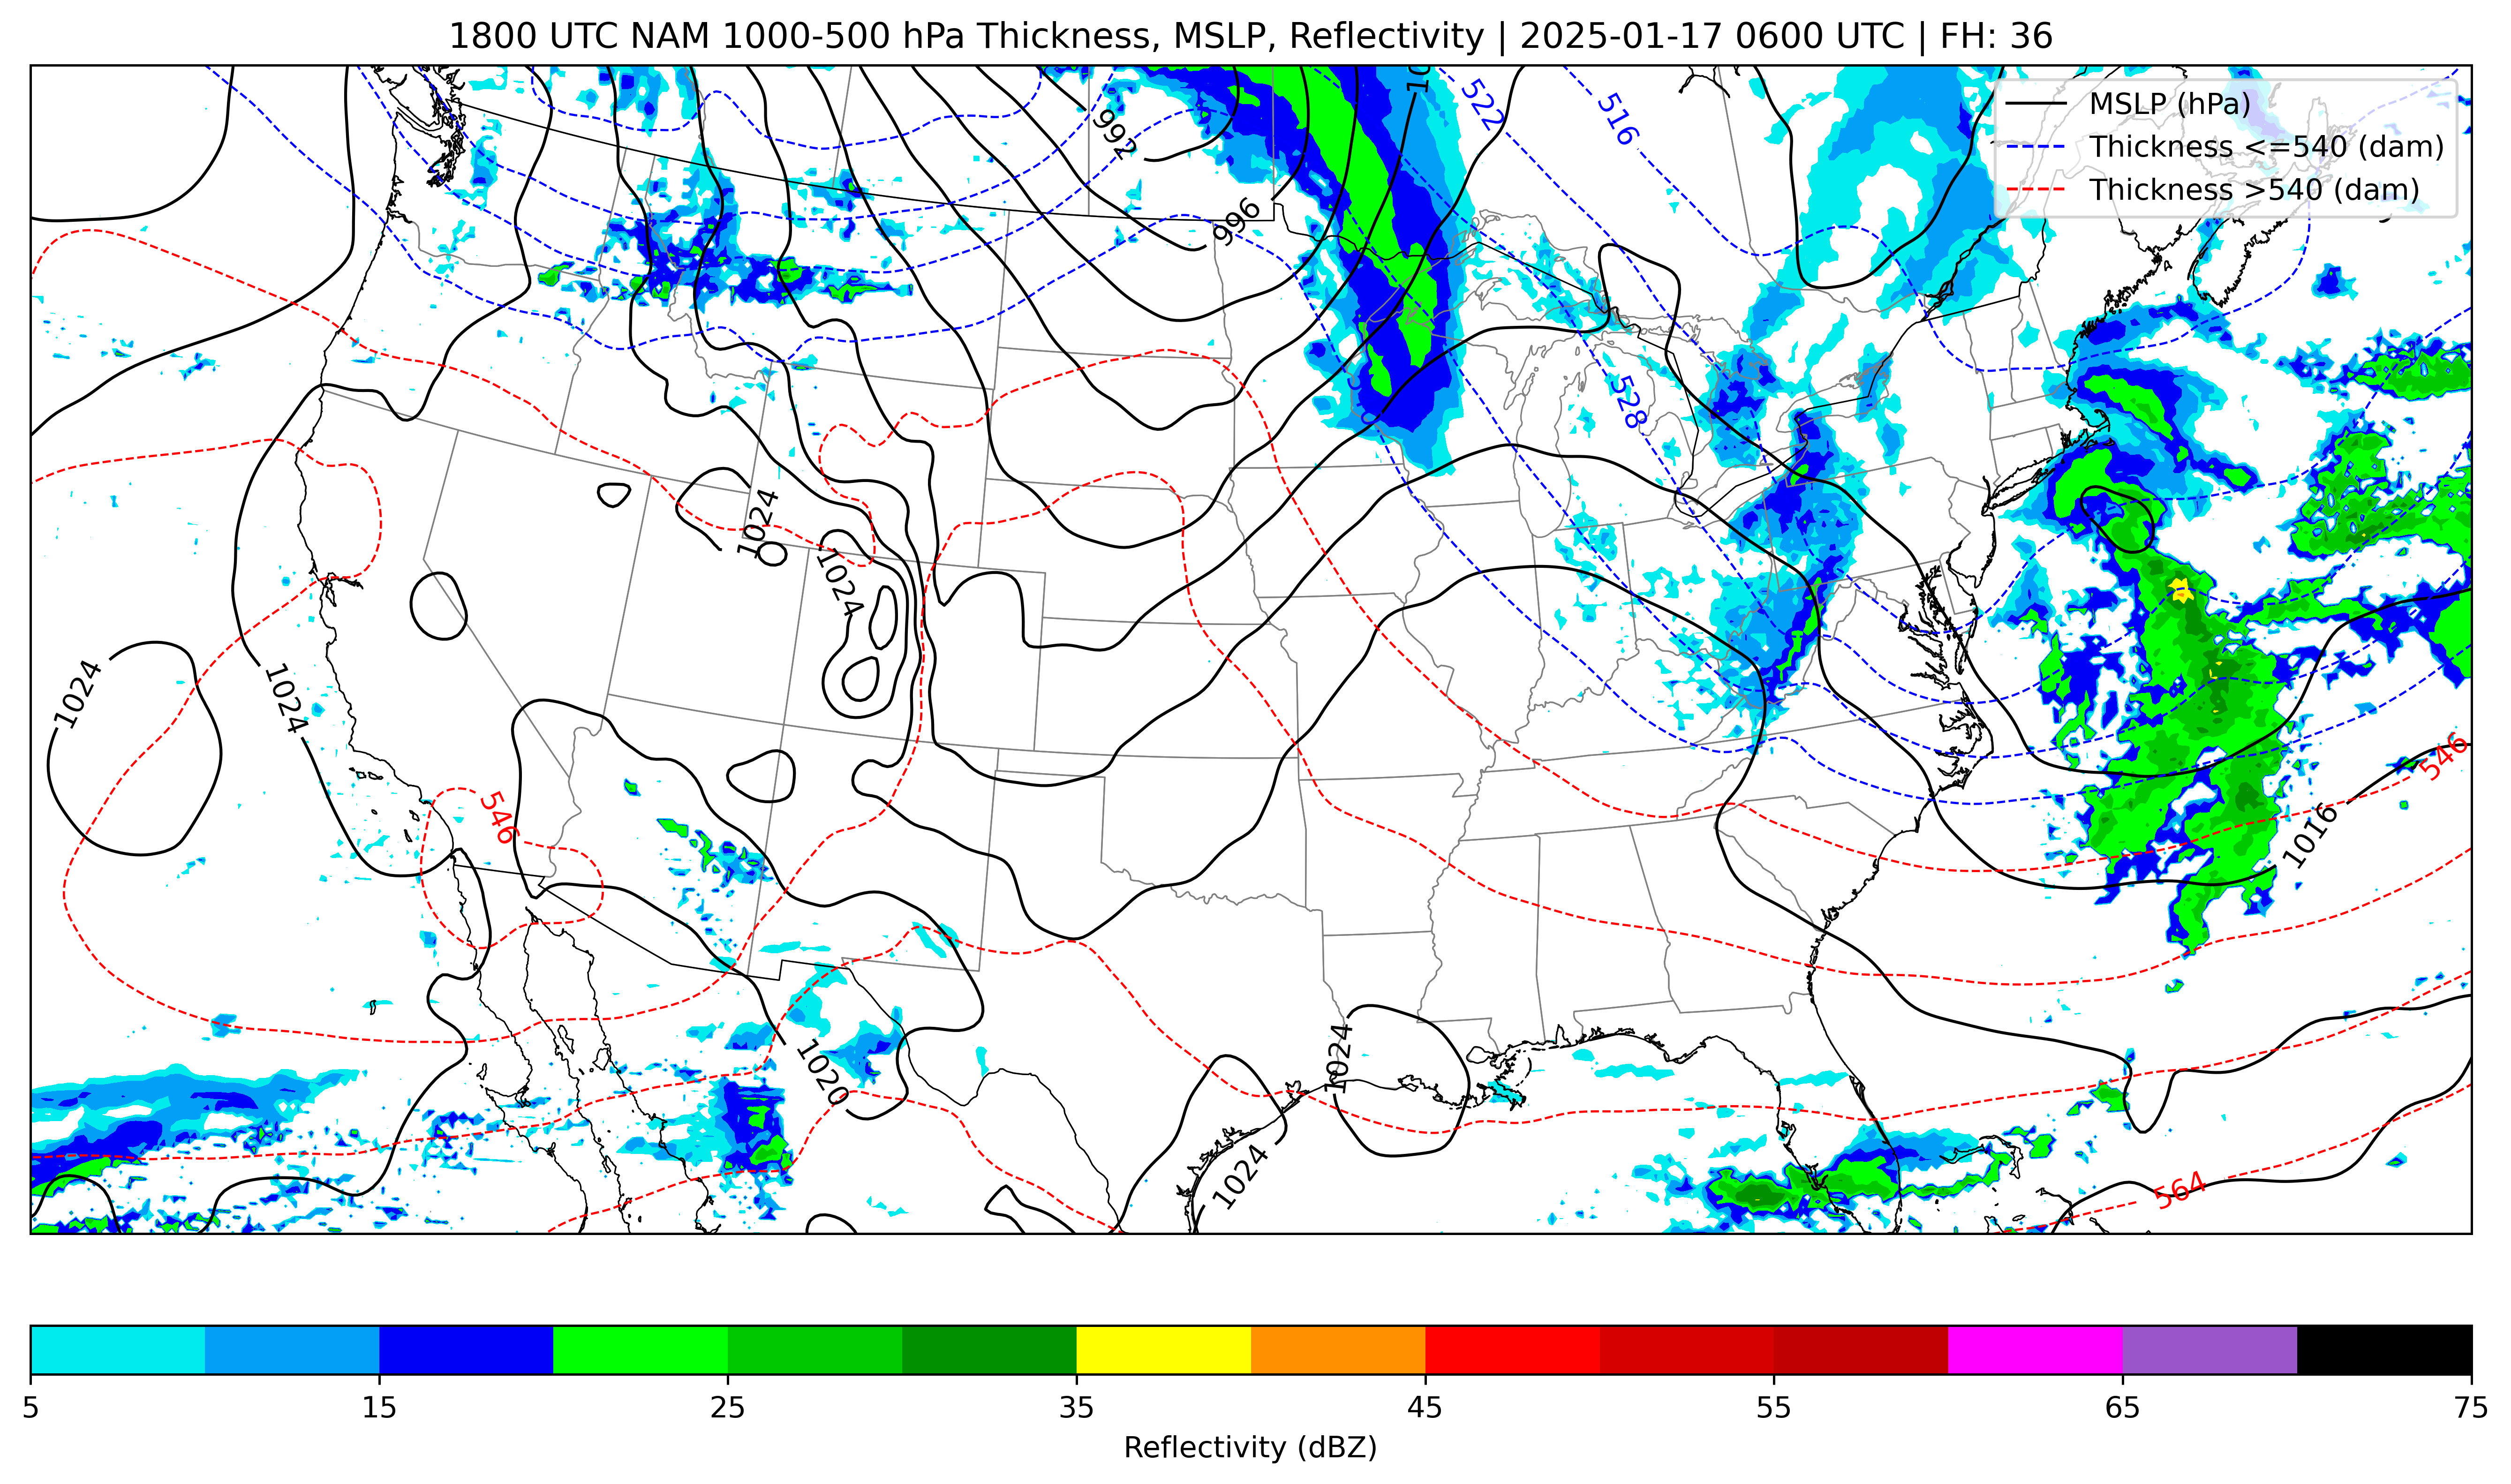 1800 UTC NAM 1000-500 hPa Thickness, MSLP, Reflectivity | 2025-01-17 0600 UTC | FH: 36
MSLP (hPa)
Thickness <=540 (dam)
Thickness >540 (dam)
992
522
516
996
528
1024
1024
1024
1024
546
546
1016
1020
1024
1024
564
5 15 25 35 45 55 65 75
Reflectivity (dBZ)